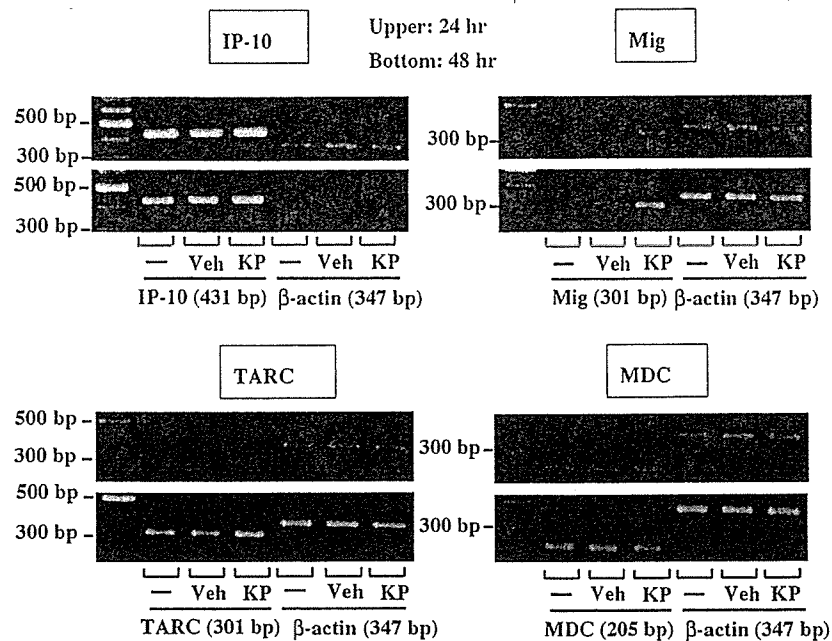 IP-10
Upper: 24 hr
Bottom: 48 hr
Mig
500 bp
300 bp
500 bp
300 bp
300 bp
300 bp
— Veh KP — Veh KP
IP-10 (431 bp) β-actin (347 bp)
— Veh KP — Veh KP
Mig (301 bp) β-actin (347 bp)
TARC
MDC
500 bp
300 bp
500 bp
300 bp
300 bp
300 bp
— Veh KP — Veh KP
TARC (301 bp) β-actin (347 bp)
— Veh KP — Veh KP
MDC (205 bp) β-actin (347 bp)